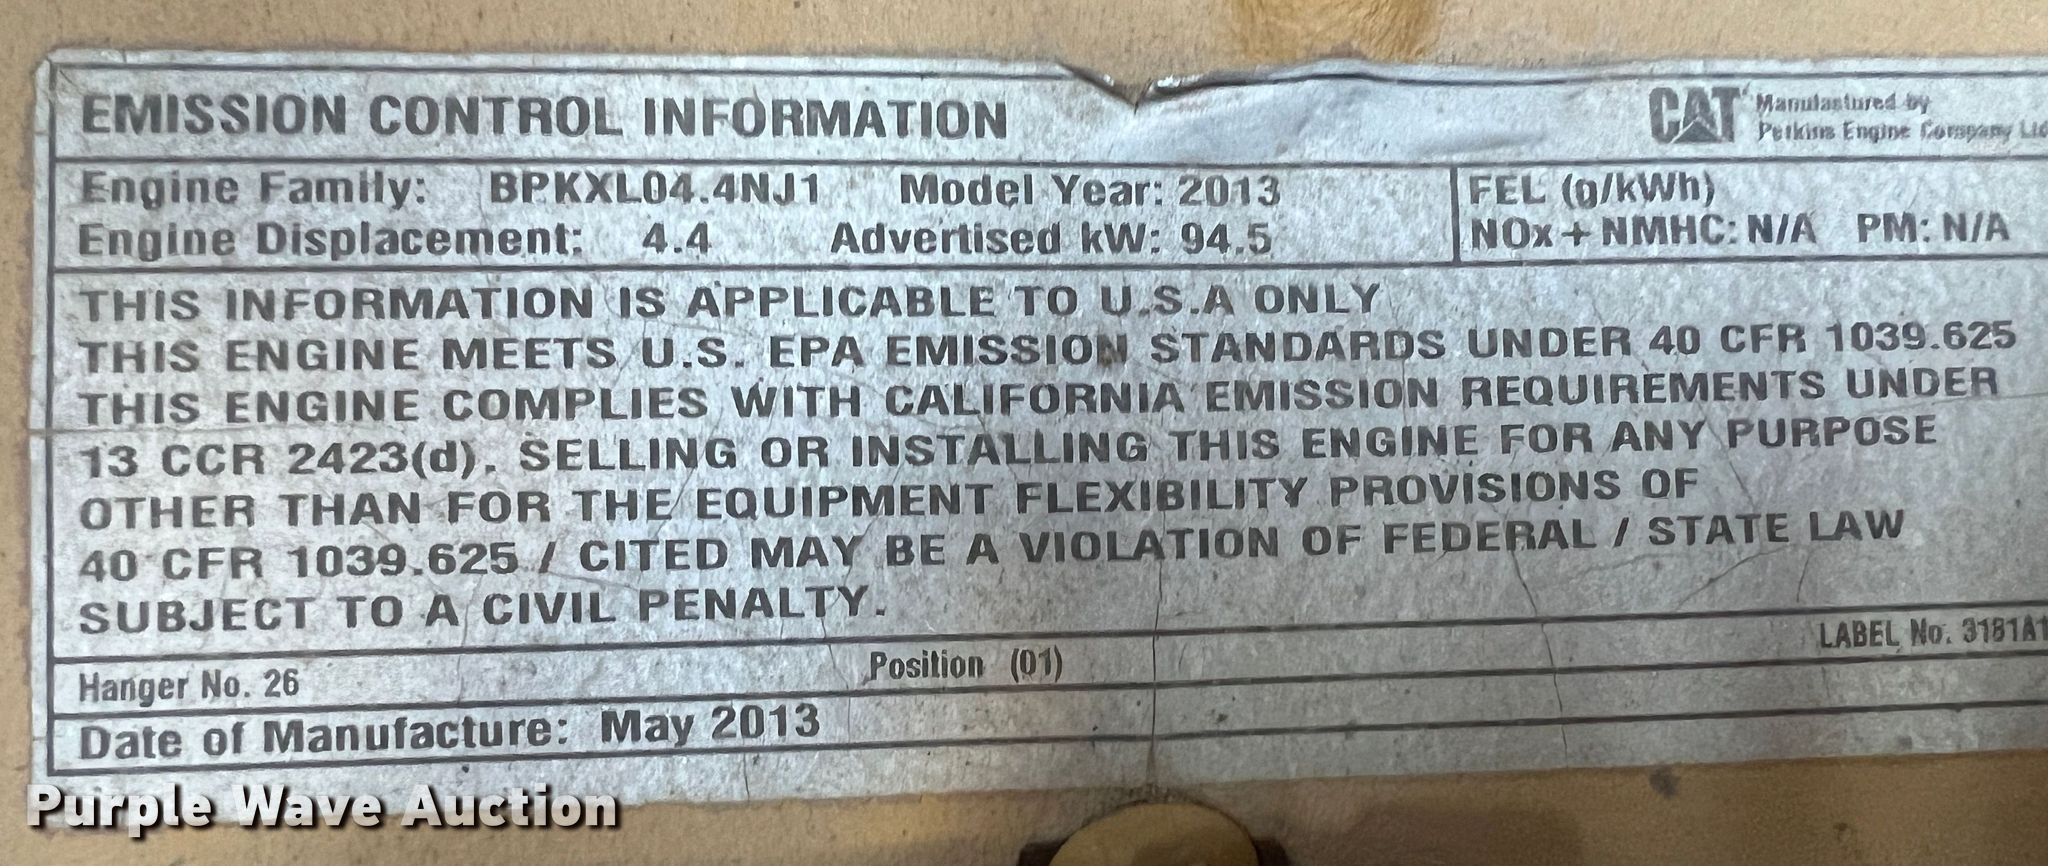 EMISSION CONTROL INFORMATION
CAT Manufactured by
Perkins Engine Company Ltd
Engine Family: BPKXL04.4NJ1 Model Year: 2013
Engine Displacement: 4.4 Advertised kW: 94.5
FEL (g/kWh)
NOx + NMHC: N/A PM: N/A
THIS INFORMATION IS APPLICABLE TO U.S.A ONLY
THIS ENGINE MEETS U.S. EPA EMISSION STANDARDS UNDER 40 CFR 1039.625
THIS ENGINE COMPLIES WITH CALIFORNIA EMISSION REQUIREMENTS UNDER
13 CCR 2423(d). SELLING OR INSTALLING THIS ENGINE FOR ANY PURPOSE
OTHER THAN FOR THE EQUIPMENT FLEXIBILITY PROVISIONS OF
40 CFR 1039.625 / CITED MAY BE A VIOLATION OF FEDERAL / STATE LAW
SUBJECT TO A CIVIL PENALTY.
Hanger No. 26 Position (01) LABEL No. 3181A1
Date of Manufacture: May 2013
Purple Wave Auction